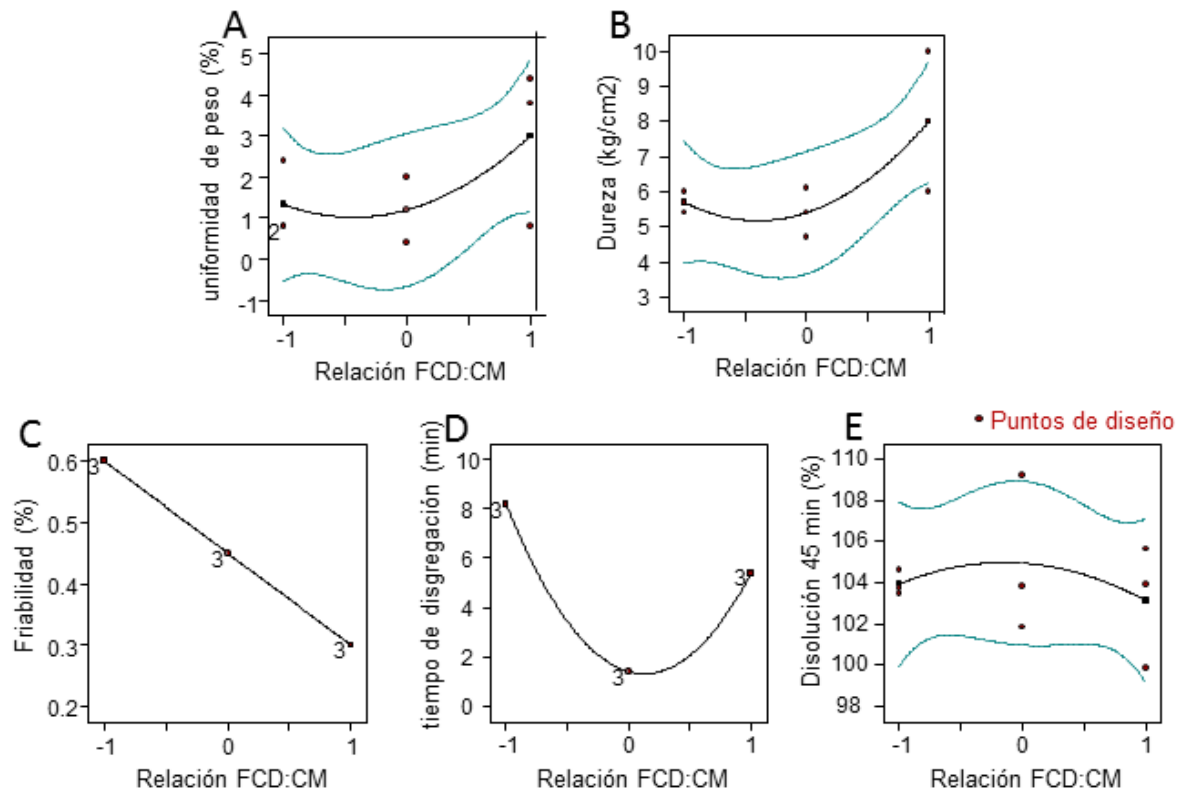 A
uniformidad de peso (%)
5
4
3
2
1
0
-1
2
-1 0 1
Relación FCD:CM
B
Dureza (kg/cm2)
10
9
8
7
6
5
4
3
-1 0 1
Relación FCD:CM
C
Friabilidad (%)
0.6
0.5
0.4
0.3
0.2
3
3
3
-1 0 1
Relación FCD:CM
D
tiempo de disgregación (min)
10
8
6
4
2
0
3
3
3
-1 0 1
Relación FCD:CM
E
Puntos de diseño
Disolución 45 min (%)
110
108
106
104
102
100
98
-1 0 1
Relación FCD:CM